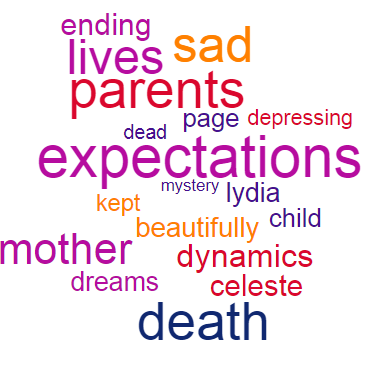 ending
lives sad
parents
page depressing
dead
expectations
mystery
lydia
kept
child
beautifully
mother dynamics
dreams celeste
death